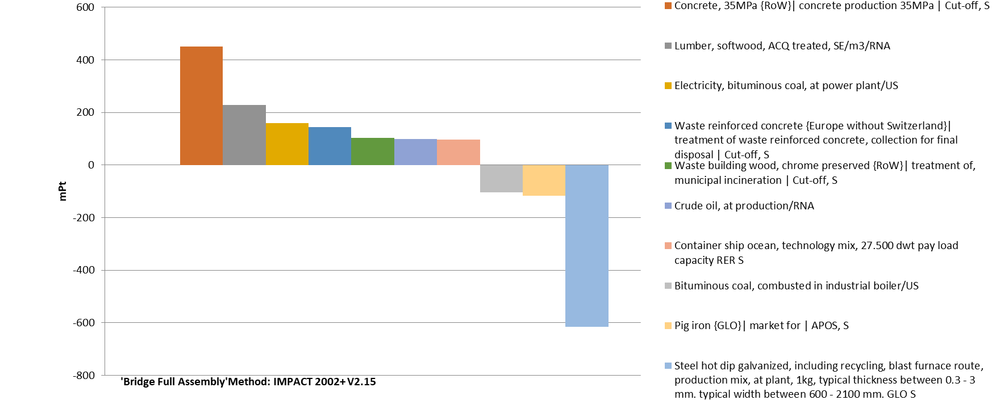 600
400
200
0
-200
-400
-600
-800
mPt
'Bridge Full Assembly'Method: IMPACT 2002+ V2.15
Concrete, 35MPa {RoW}| concrete production 35MPa | Cut-off, S
Lumber, softwood, ACQ treated, SE/m3/RNA
Electricity, bituminous coal, at power plant/US
Waste reinforced concrete {Europe without Switzerland}|
treatment of waste reinforced concrete, collection for final
disposal | Cut-off, S
Waste building wood, chrome preserved {RoW}| treatment of,
municipal incineration | Cut-off, S
Crude oil, at production/RNA
Container ship ocean, technology mix, 27.500 dwt pay load
capacity RER S
Bituminous coal, combusted in industrial boiler/US
Pig iron {GLO}| market for | APOS, S
Steel hot dip galvanized, including recycling, blast furnace route,
production mix, at plant, 1kg, typical thickness between 0.3 - 3
mm. typical width between 600 - 2100 mm. GLO S